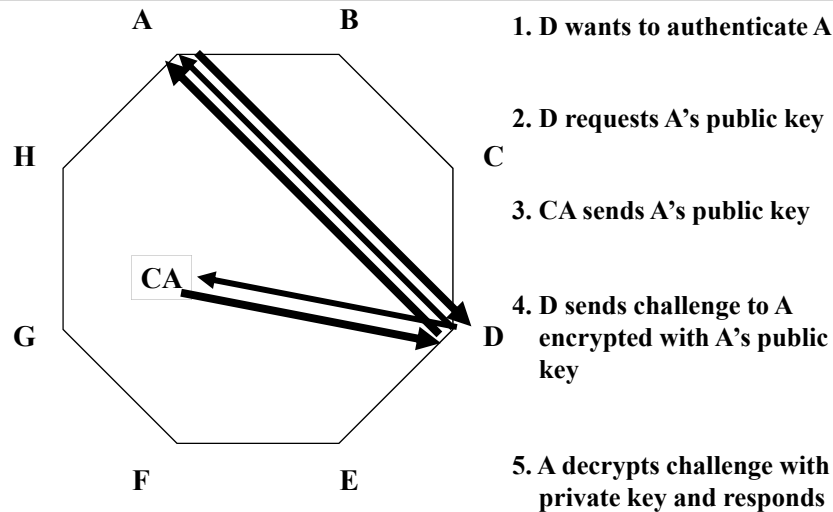 A
B
1. D wants to authenticate A
2. D requests A’s public key
H
C
3. CA sends A’s public key
CA
4. D sends challenge to A
encrypted with A’s public
key
G
D
F
E
5. A decrypts challenge with
private key and responds